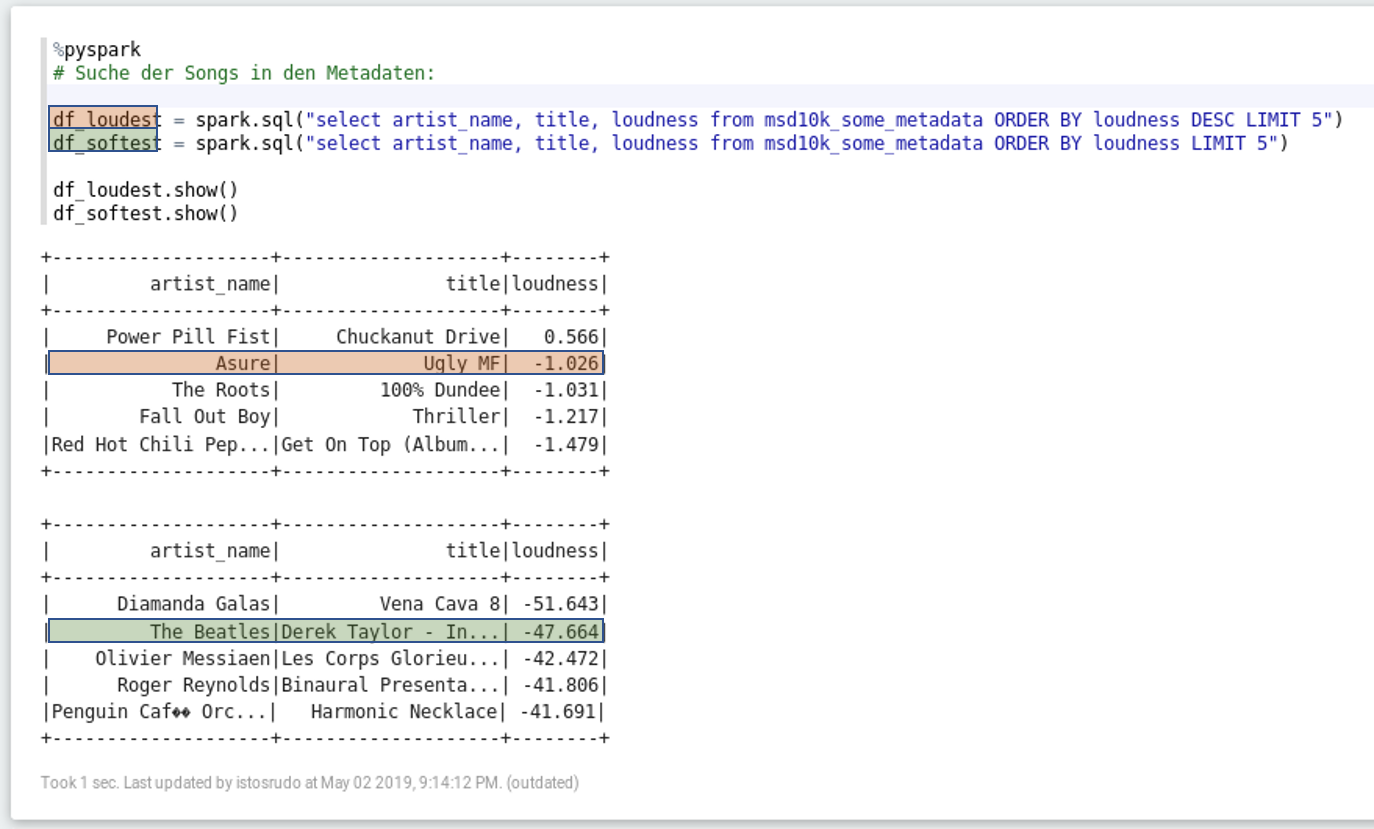 %pyspark
# Suche der Songs in den Metadaten:
df_loudest = spark.sql("select artist_name, title, loudness from msd10k_some_metadata ORDER BY loudness DESC LIMIT 5")
df_softest = spark.sql("select artist_name, title, loudness from msd10k_some_metadata ORDER BY loudness LIMIT 5")
df_loudest.show()
df_softest.show()
+--------------------+--------------------+--------+
|         artist_name|               title|loudness|
+--------------------+--------------------+--------+
|     Power Pill Fist|     Chuckanut Drive|   0.566|
|               Asure|             Ugly MF|  -1.026|
|           The Roots|         100% Dundee|  -1.031|
|        Fall Out Boy|            Thriller|  -1.217|
|Red Hot Chili Pep...|Get On Top (Album...|  -1.479|
+--------------------+--------------------+--------+
+--------------------+--------------------+--------+
|         artist_name|               title|loudness|
+--------------------+--------------------+--------+
|      Diamanda Galas|         Vena Cava 8| -51.643|
|         The Beatles|Derek Taylor - In...| -47.664|
|    Olivier Messiaen|Les Corps Glorieu...| -42.472|
|      Roger Reynolds|Binaural Presenta...| -41.806|
|Penguin Caf�� Orc...|   Harmonic Necklace| -41.691|
+--------------------+--------------------+--------+
Took 1 sec. Last updated by istosrudo at May 02 2019, 9:14:12 PM. (outdated)